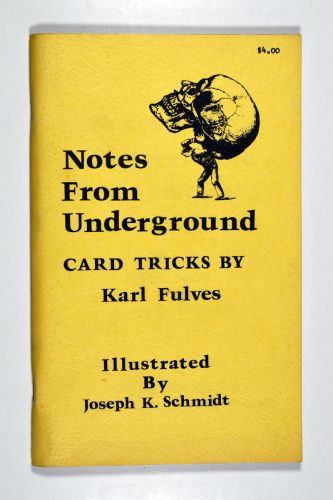 $4.00
Notes
From
Underground
CARD TRICKS BY
Karl Fulves
Illustrated
By
Joseph K. Schmidt